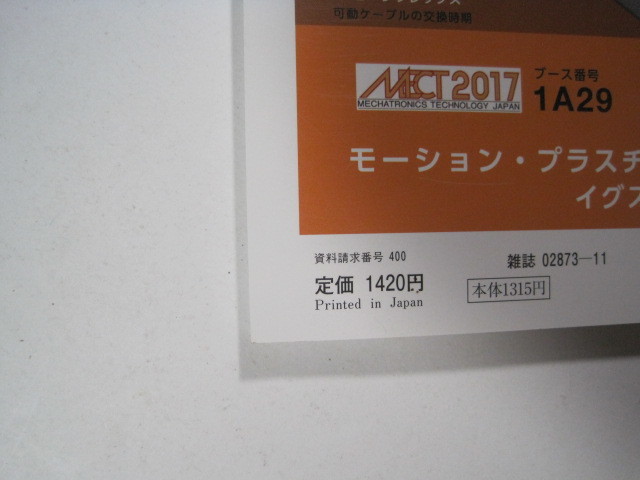 可動ケーブルの交換時期
MECT2017
MECHATRONICS TECHNOLOGY JAPAN
ブース番号
1A29
モーション・プラスチ
イグス
資料請求番号 400
雑誌 02873-11
定価 1420円
本体1315円
Printed in Japan